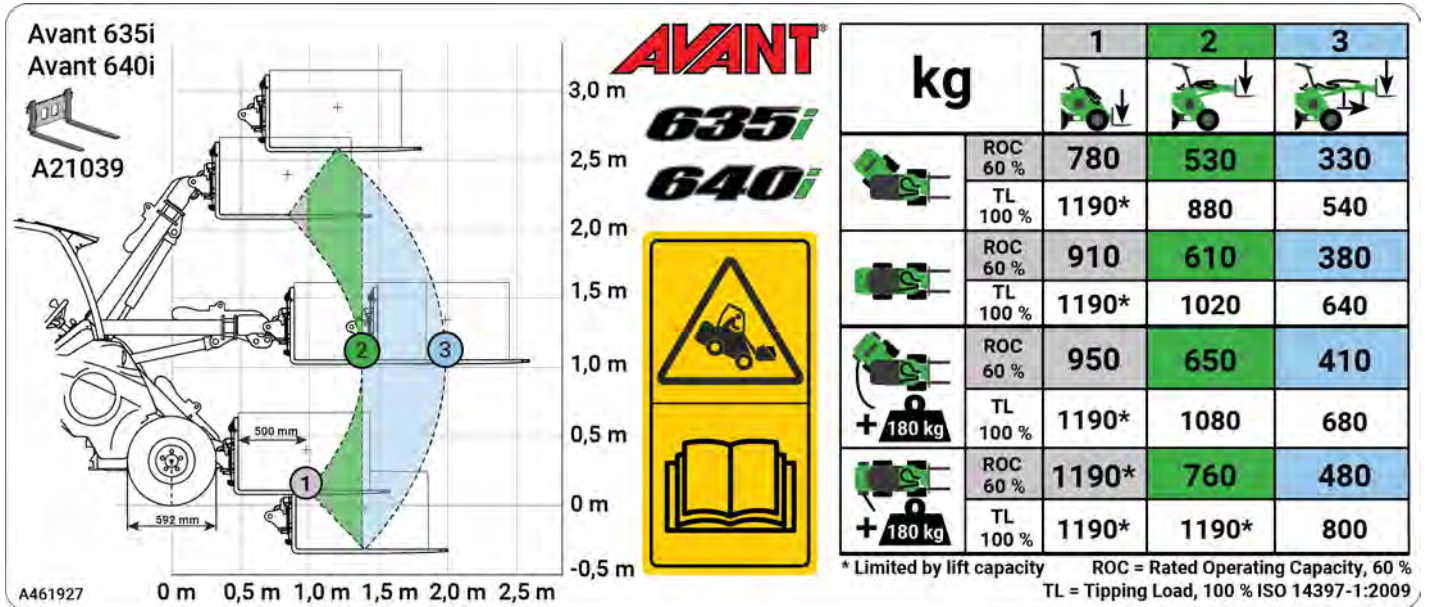 Avant 635i
Avant 640i
A21039
3,0 m
2,5 m
2,0 m
1,5 m
1,0 m
0,5 m
0 m
-0,5 m
2
3
500 mm
1
592 mm
A461927
0 m 0,5 m 1,0 m 1,5 m 2,0 m 2,5 m
AVANT®
635i
640i
kg 1 2 3
ROC 60 % 780 530 330
TL 100 % 1190* 880 540
ROC 60 % 910 610 380
TL 100 % 1190* 1020 640
ROC 60 % 950 650 410
+ 180 kg TL 100 % 1190* 1080 680
ROC 60 % 1190* 760 480
+ 180 kg TL 100 % 1190* 1190* 800
* Limited by lift capacity ROC = Rated Operating Capacity, 60 %
TL = Tipping Load, 100 % ISO 14397-1:2009